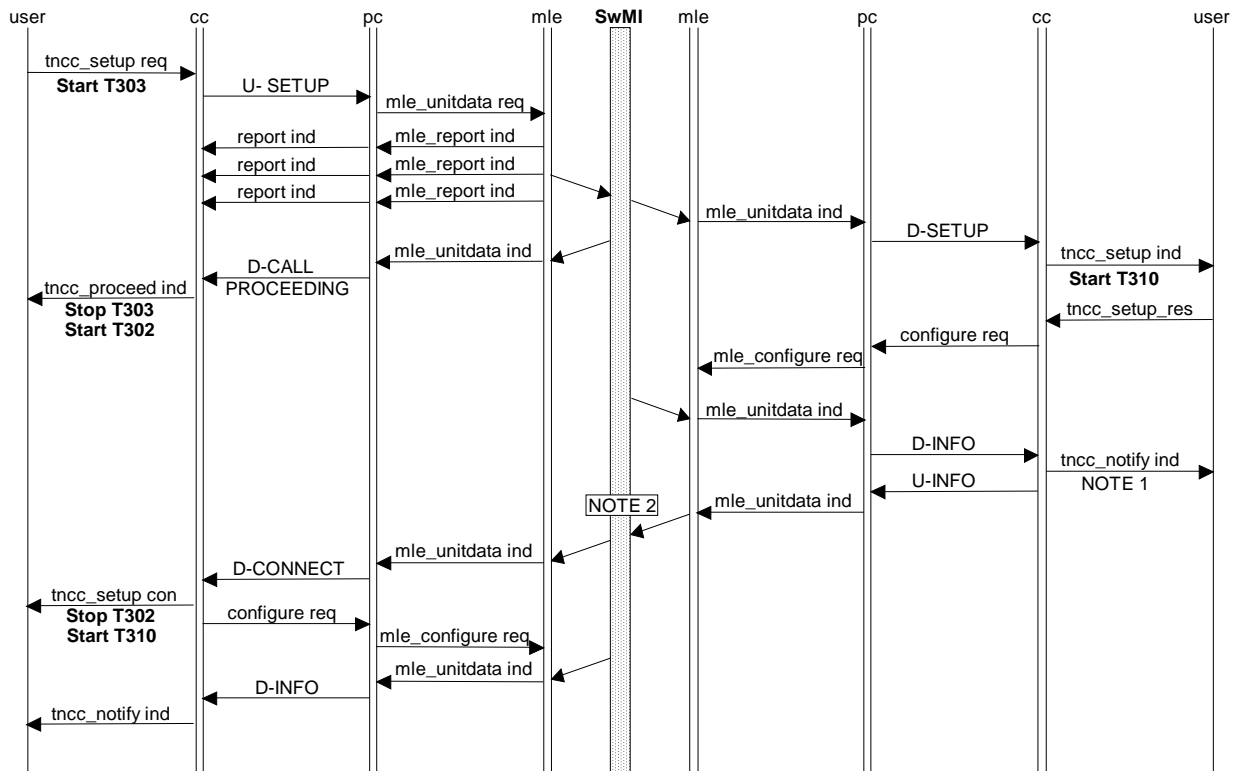 user cc pc mle SwMI mle pc cc user
tncc_setup req
Start T303
U- SETUP
mle_unitdata req
report ind
mle_report ind
report ind
mle_report ind
report ind
mle_report ind
mle_unitdata ind
D-SETUP
tncc_setup ind
Start T310
mle_unitdata ind
D-CALL
PROCEEDING
tncc_proceed ind
Stop T303
Start T302
tncc_setup_res
configure req
mle_configure req
mle_unitdata ind
D-INFO
tncc_notify ind
NOTE 1
U-INFO
mle_unitdata ind
NOTE 2
mle_unitdata ind
D-CONNECT
tncc_setup con
Stop T302
Start T310
configure req
mle_configure req
mle_unitdata ind
D-INFO
tncc_notify ind